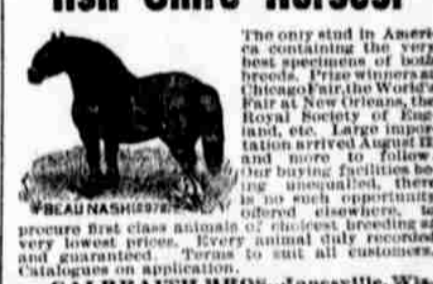 lish Shire Horses!
The only stud in Ameri
ca containing the very
best specimens of both
breeds. Prize winners at
Chicago Fair, the World's
Fair at New Orleans, the
Royal Society of Eng
land, etc. Large impor
tation arrived August 12
and more to follow.
Our buying facilities be
ing unequalled, there
is no such opportunity
offered elsewhere, to
BEAU NASH (2078)
procure first class animals of choicest breeding at
very lowest prices. Every animal duly recorded
and guaranteed. Terms to suit all customers.
Catalogues on application.
GALBRAITH BROS., Janesville, Wis.